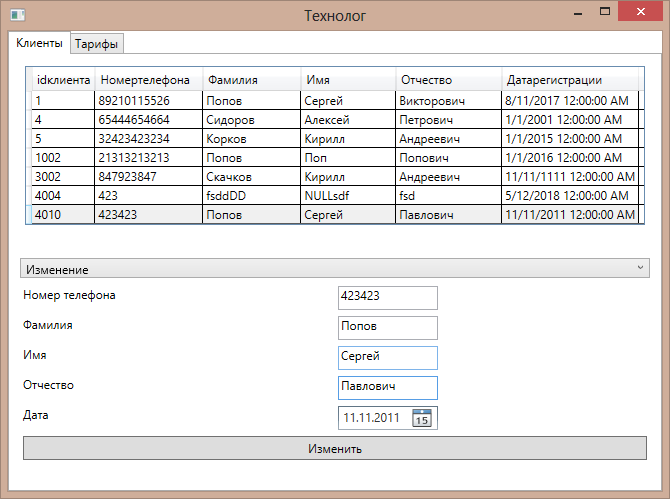 Технолог
Клиенты Тарифы
idклиента Номертелефона Фамилия Имя Отчество Датарегистрации
1 89210115526 Попов Сергей Викторович 8/11/2017 12:00:00 AM
4 65444654664 Сидоров Алексей Петрович 1/1/2001 12:00:00 AM
5 32423423234 Корков Кирилл Андреевич 1/1/2015 12:00:00 AM
1002 21313213213 Попов Поп Попович 1/1/2016 12:00:00 AM
3002 847923847 Скачков Кирилл Андреевич 11/11/1111 12:00:00 AM
4004 423 fsddDD NULLsdf fsd 5/12/2018 12:00:00 AM
4010 423423 Попов Сергей Павлович 11/11/2011 12:00:00 AM
Изменение
Номер телефона 423423
Фамилия Попов
Имя Сергей
Отчество Павлович
Дата 11.11.2011 15
Изменить